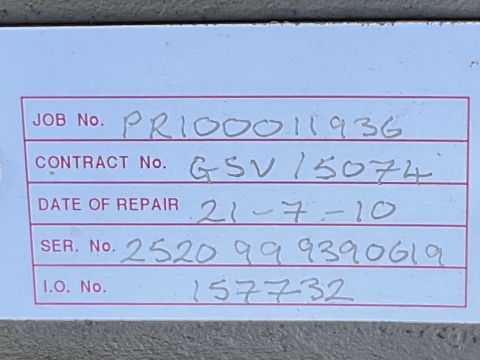 JOB No. PR100011936
CONTRACT No. GSV 15074
DATE OF REPAIR 21-7-10
SER. No. 2520 99 9390619
I.O. No. 157732